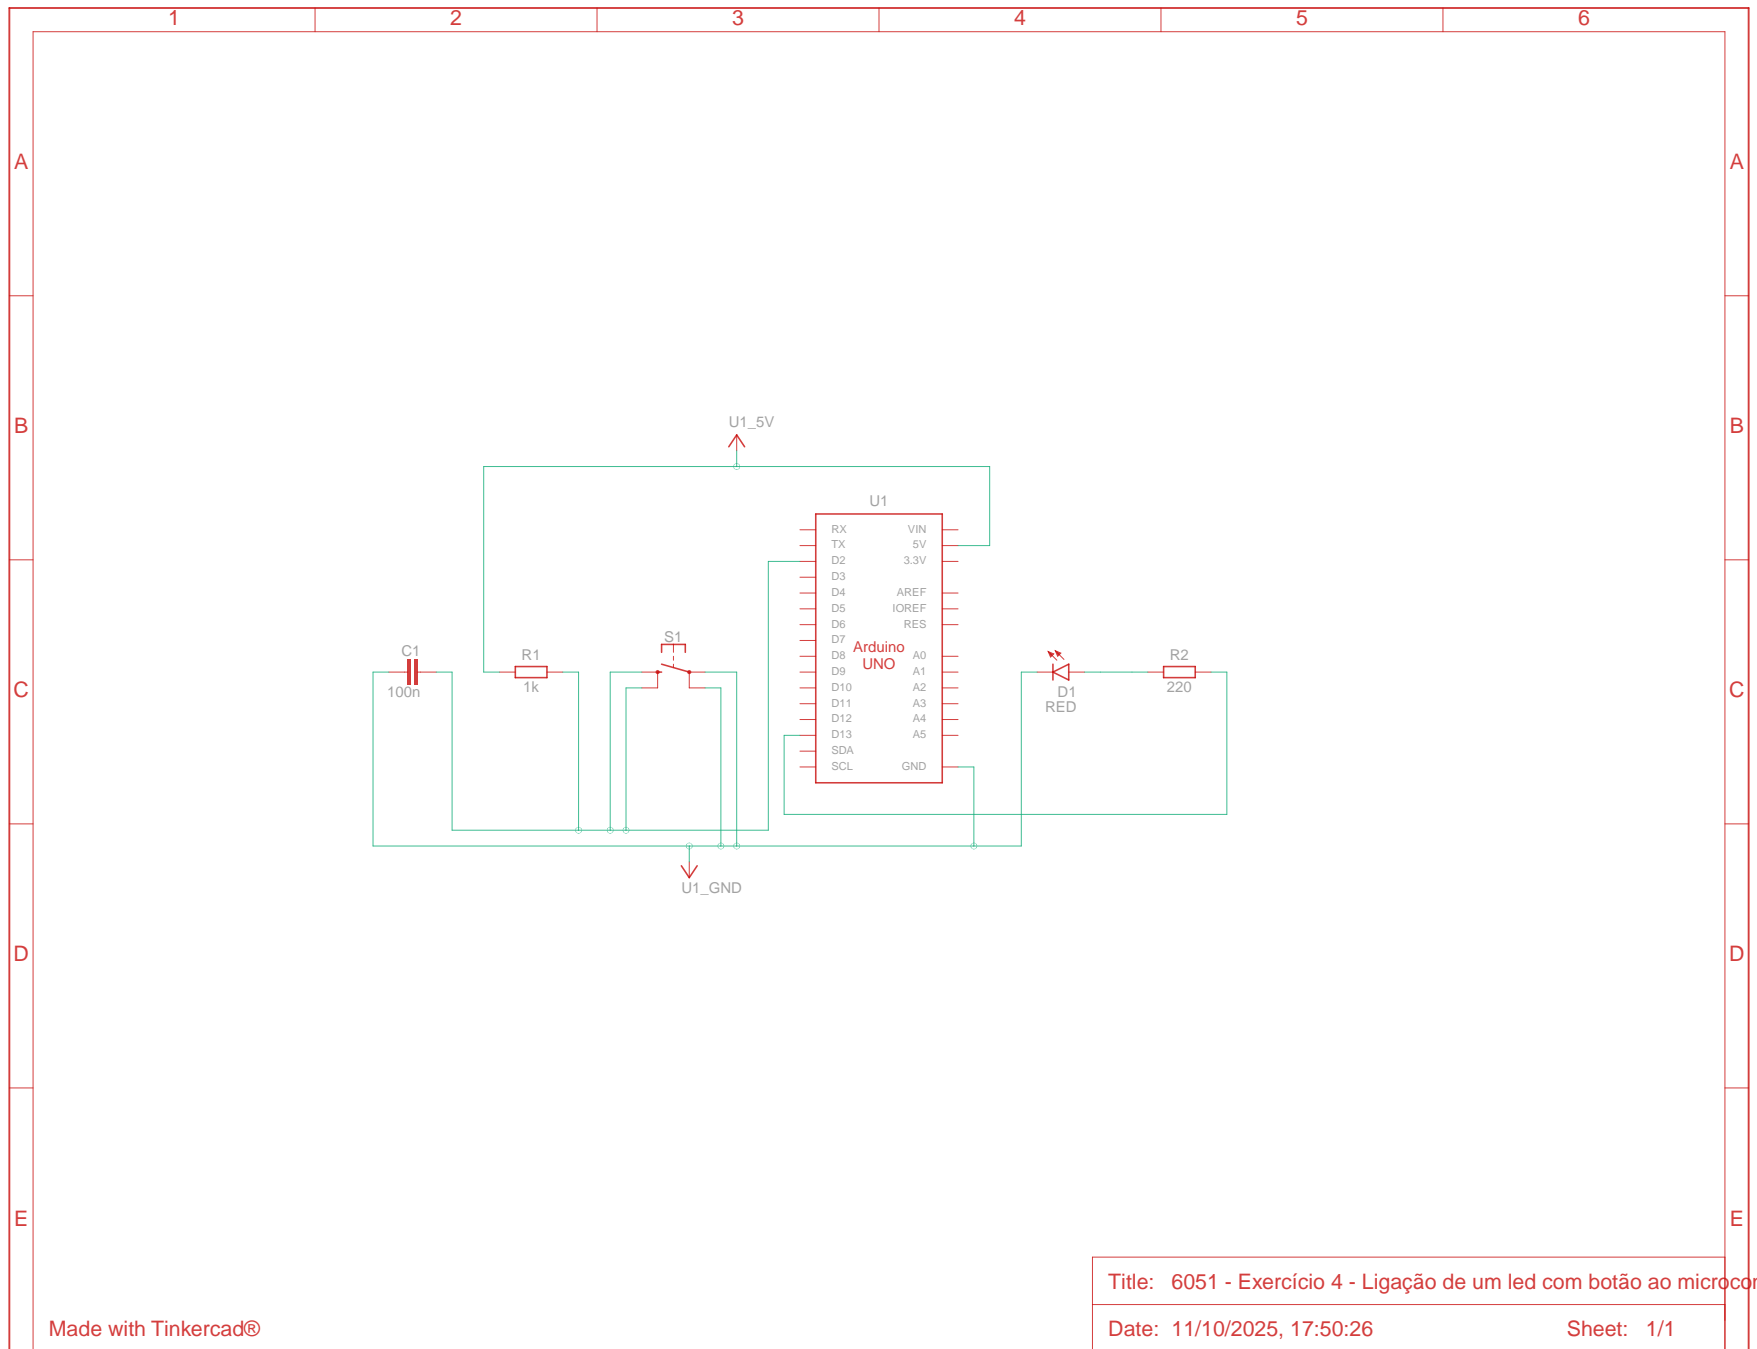 1 2 3 4 5 6
A A
B B
U1_5V
U1
RX VIN
TX 5V
D2 3.3V
D3
D4 AREF
D5 IOREF
D6 RES
D7
Arduino
UNO
D8 A0
D9 A1
D10 A2
D11 A3
D12 A4
D13 A5
SDA
SCL GND
C C
C1
100n
R1
1k
S1
D1
RED
R2
220
U1_GND
D D
E E
Title: 6051 - Exercício 4 - Ligação de um led com botão ao microcon
Date: 11/10/2025, 17:50:26 Sheet: 1/1
Made with Tinkercad®